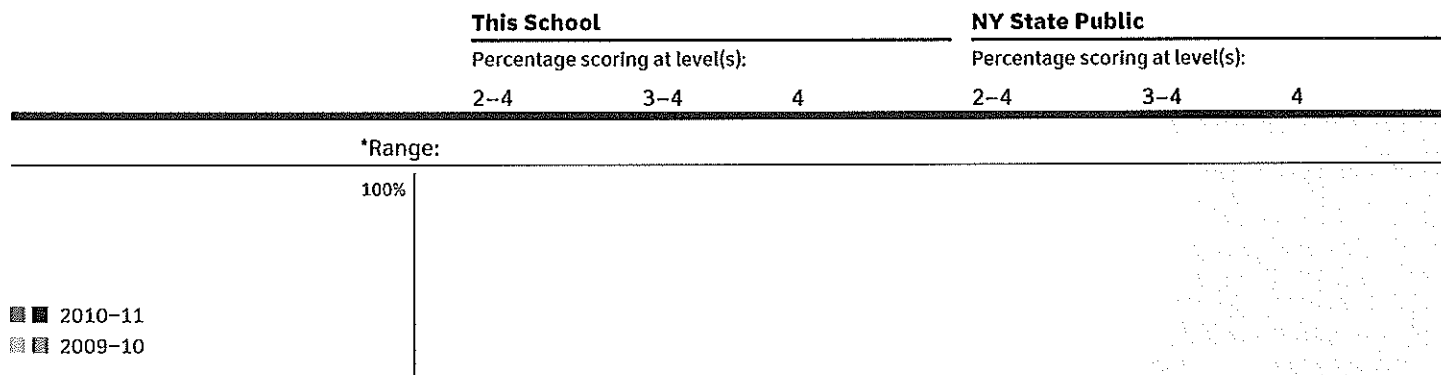 This School NY State Public
Percentage scoring at level(s): Percentage scoring at level(s):
2–4 3–4 4 2–4 3–4 4
*Range:
100%
2010–11
2009–10